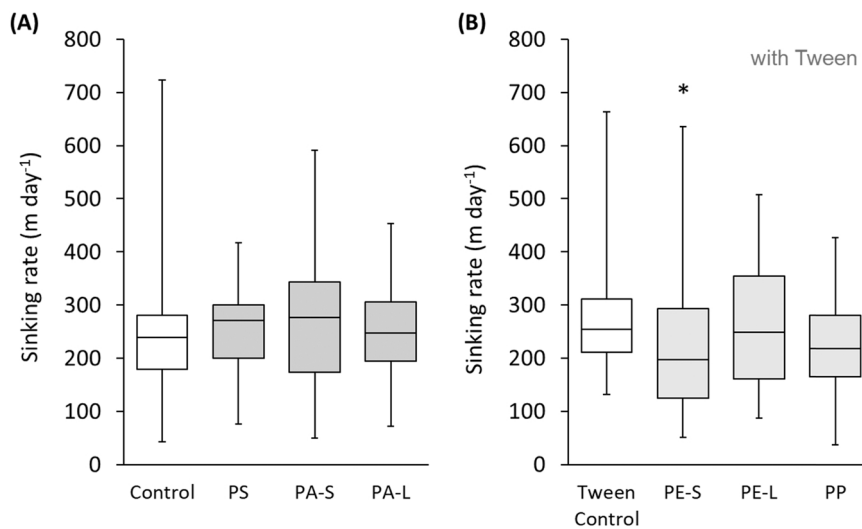 (A)
Sinking rate (m day⁻¹)
800
700
600
500
400
300
200
100
0
Control PS PA-S PA-L
(B)
with Tween
Sinking rate (m day⁻¹)
800
700
600
500
400
300
200
100
0
*
Tween Control PE-S PE-L PP